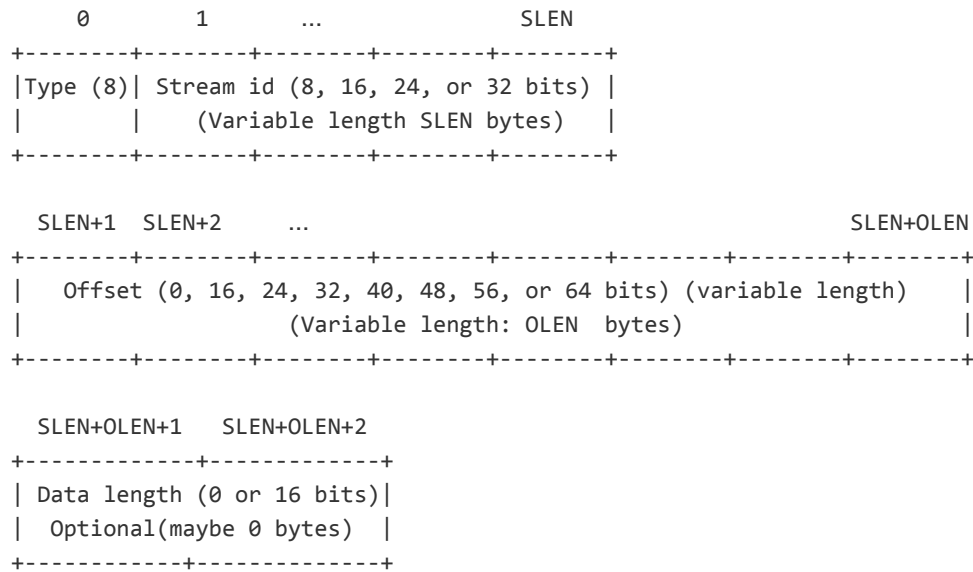 0        1       ...              SLEN
+--------+--------+--------+--------+--------+
|Type (8)| Stream id (8, 16, 24, or 32 bits) |
|        |    (Variable length SLEN bytes)   |
+--------+--------+--------+--------+--------+

  SLEN+1  SLEN+2     ...                                         SLEN+OLEN
+--------+--------+--------+--------+--------+--------+--------+--------+
|   Offset (0, 16, 24, 32, 40, 48, 56, or 64 bits) (variable length)    |
|                    (Variable length: OLEN  bytes)                     |
+--------+--------+--------+--------+--------+--------+--------+--------+

  SLEN+OLEN+1   SLEN+OLEN+2
+-------------+-------------+
| Data length (0 or 16 bits)|
|  Optional(maybe 0 bytes)  |
+------------+--------------+